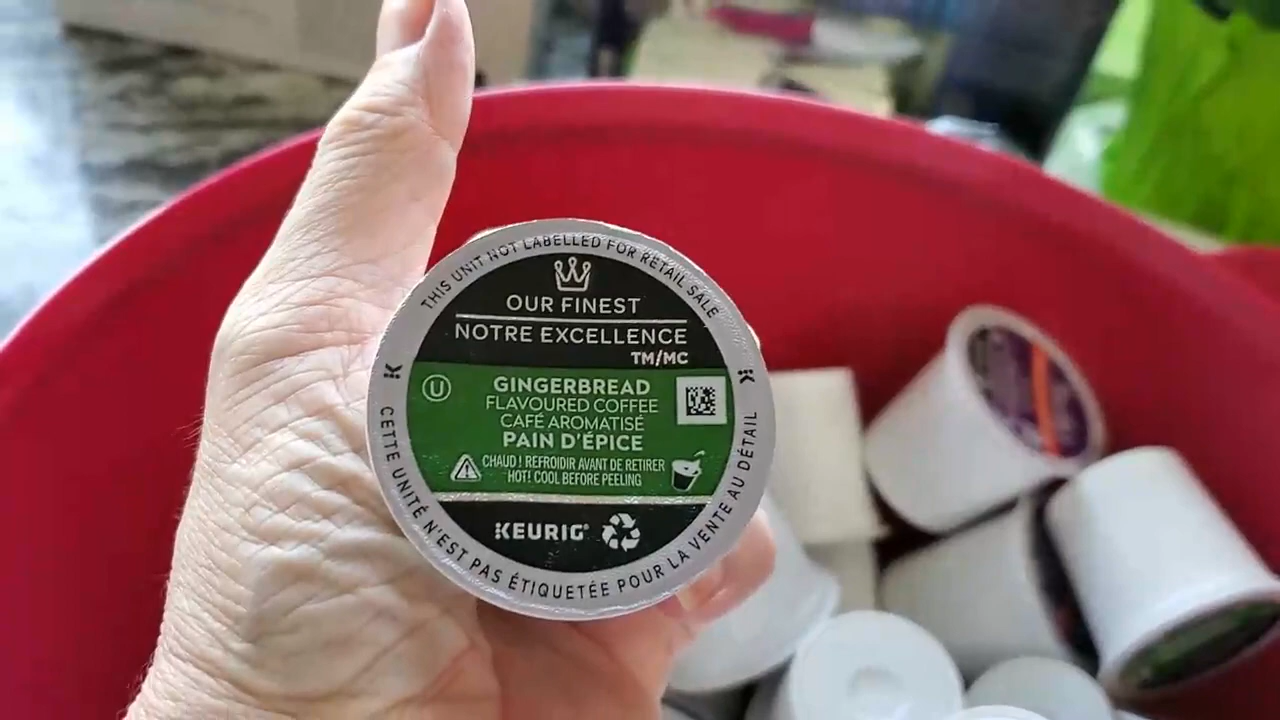 THIS UNIT NOT LABELLED FOR RETAIL SALE
OUR FINEST
NOTRE EXCELLENCE
TM/MC
K
K
U
GINGERBREAD
FLAVOURED COFFEE
CAFÉ AROMATISÉ
PAIN D'ÉPICE
CHAUD ! REFROIDIR AVANT DE RETIRER
HOT! COOL BEFORE PEELING
KEURIG®
CETTE UNITÉ N'EST PAS ÉTIQUETÉE POUR LA VENTE AU DÉTAIL